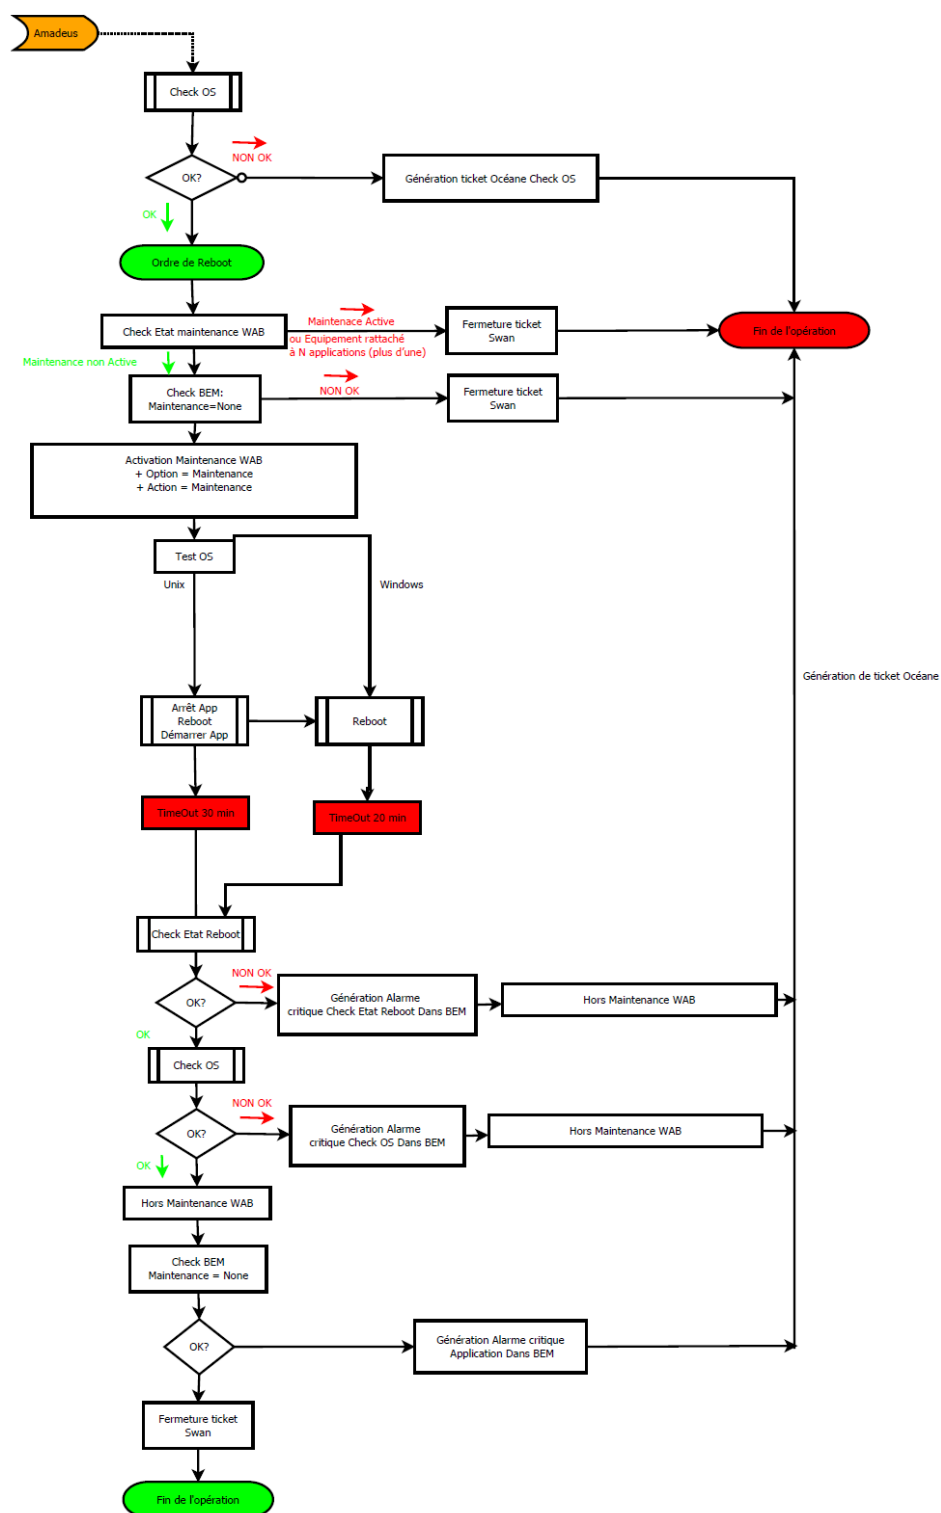 Amadeus
Check OS
NON OK
OK?
Génération ticket Océane Check OS
OK
Ordre de Reboot
Check Etat maintenance WAB
Maintenace Active
ou Equipement rattaché
à N applications (plus d'une)
Fermeture ticket
Swan
Fin de l'opération
Maintenance non Active
Check BEM:
Maintenance=None
NON OK
Fermeture ticket
Swan
Activation Maintenance WAB
+ Option = Maintenance
+ Action = Maintenance
Test OS
Unix
Windows
Génération de ticket Océane
Arrêt App
Reboot
Démarrer App
Reboot
TimeOut 30 min
TimeOut 20 min
Check Etat Reboot
NON OK
OK?
Génération Alarme
critique Check Etat Reboot Dans BEM
Hors Maintenance WAB
OK
Check OS
NON OK
OK?
Génération Alarme
critique Check OS Dans BEM
Hors Maintenance WAB
OK
Hors Maintenance WAB
Check BEM
Maintenance = None
OK?
Génération Alarme critique
Application Dans BEM
Fermeture ticket
Swan
Fin de l'opération